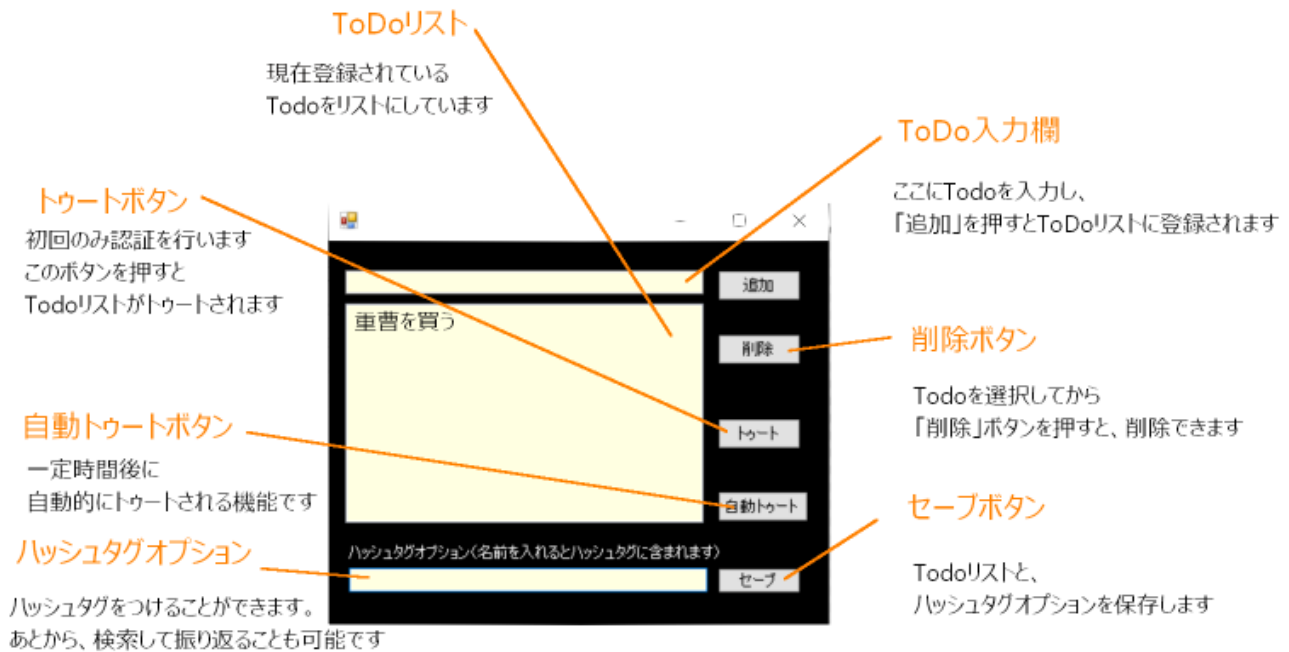 ToDoリスト
現在登録されている
Todoをリストにしています
ToDo入力欄
ここにTodoを入力し、
「追加」を押すとToDoリストに登録されます
トゥートボタン
初回のみ認証を行います
このボタンを押すと
Todoリストがトゥートされます
追加
重曹を買う
削除
削除ボタン
Todoを選択してから
「削除」ボタンを押すと、削除できます
自動トゥートボタン
一定時間後に
自動的にトゥートされる機能です
トゥート
自動トゥート
セーブボタン
Todoリストと、
ハッシュタグオプションを保存します
ハッシュタグオプション
ハッシュタグをつけることができます。
あとから、検索して振り返ることも可能です
ハッシュタグオプション(名前を入れるとハッシュタグに含まれます)
セーブ